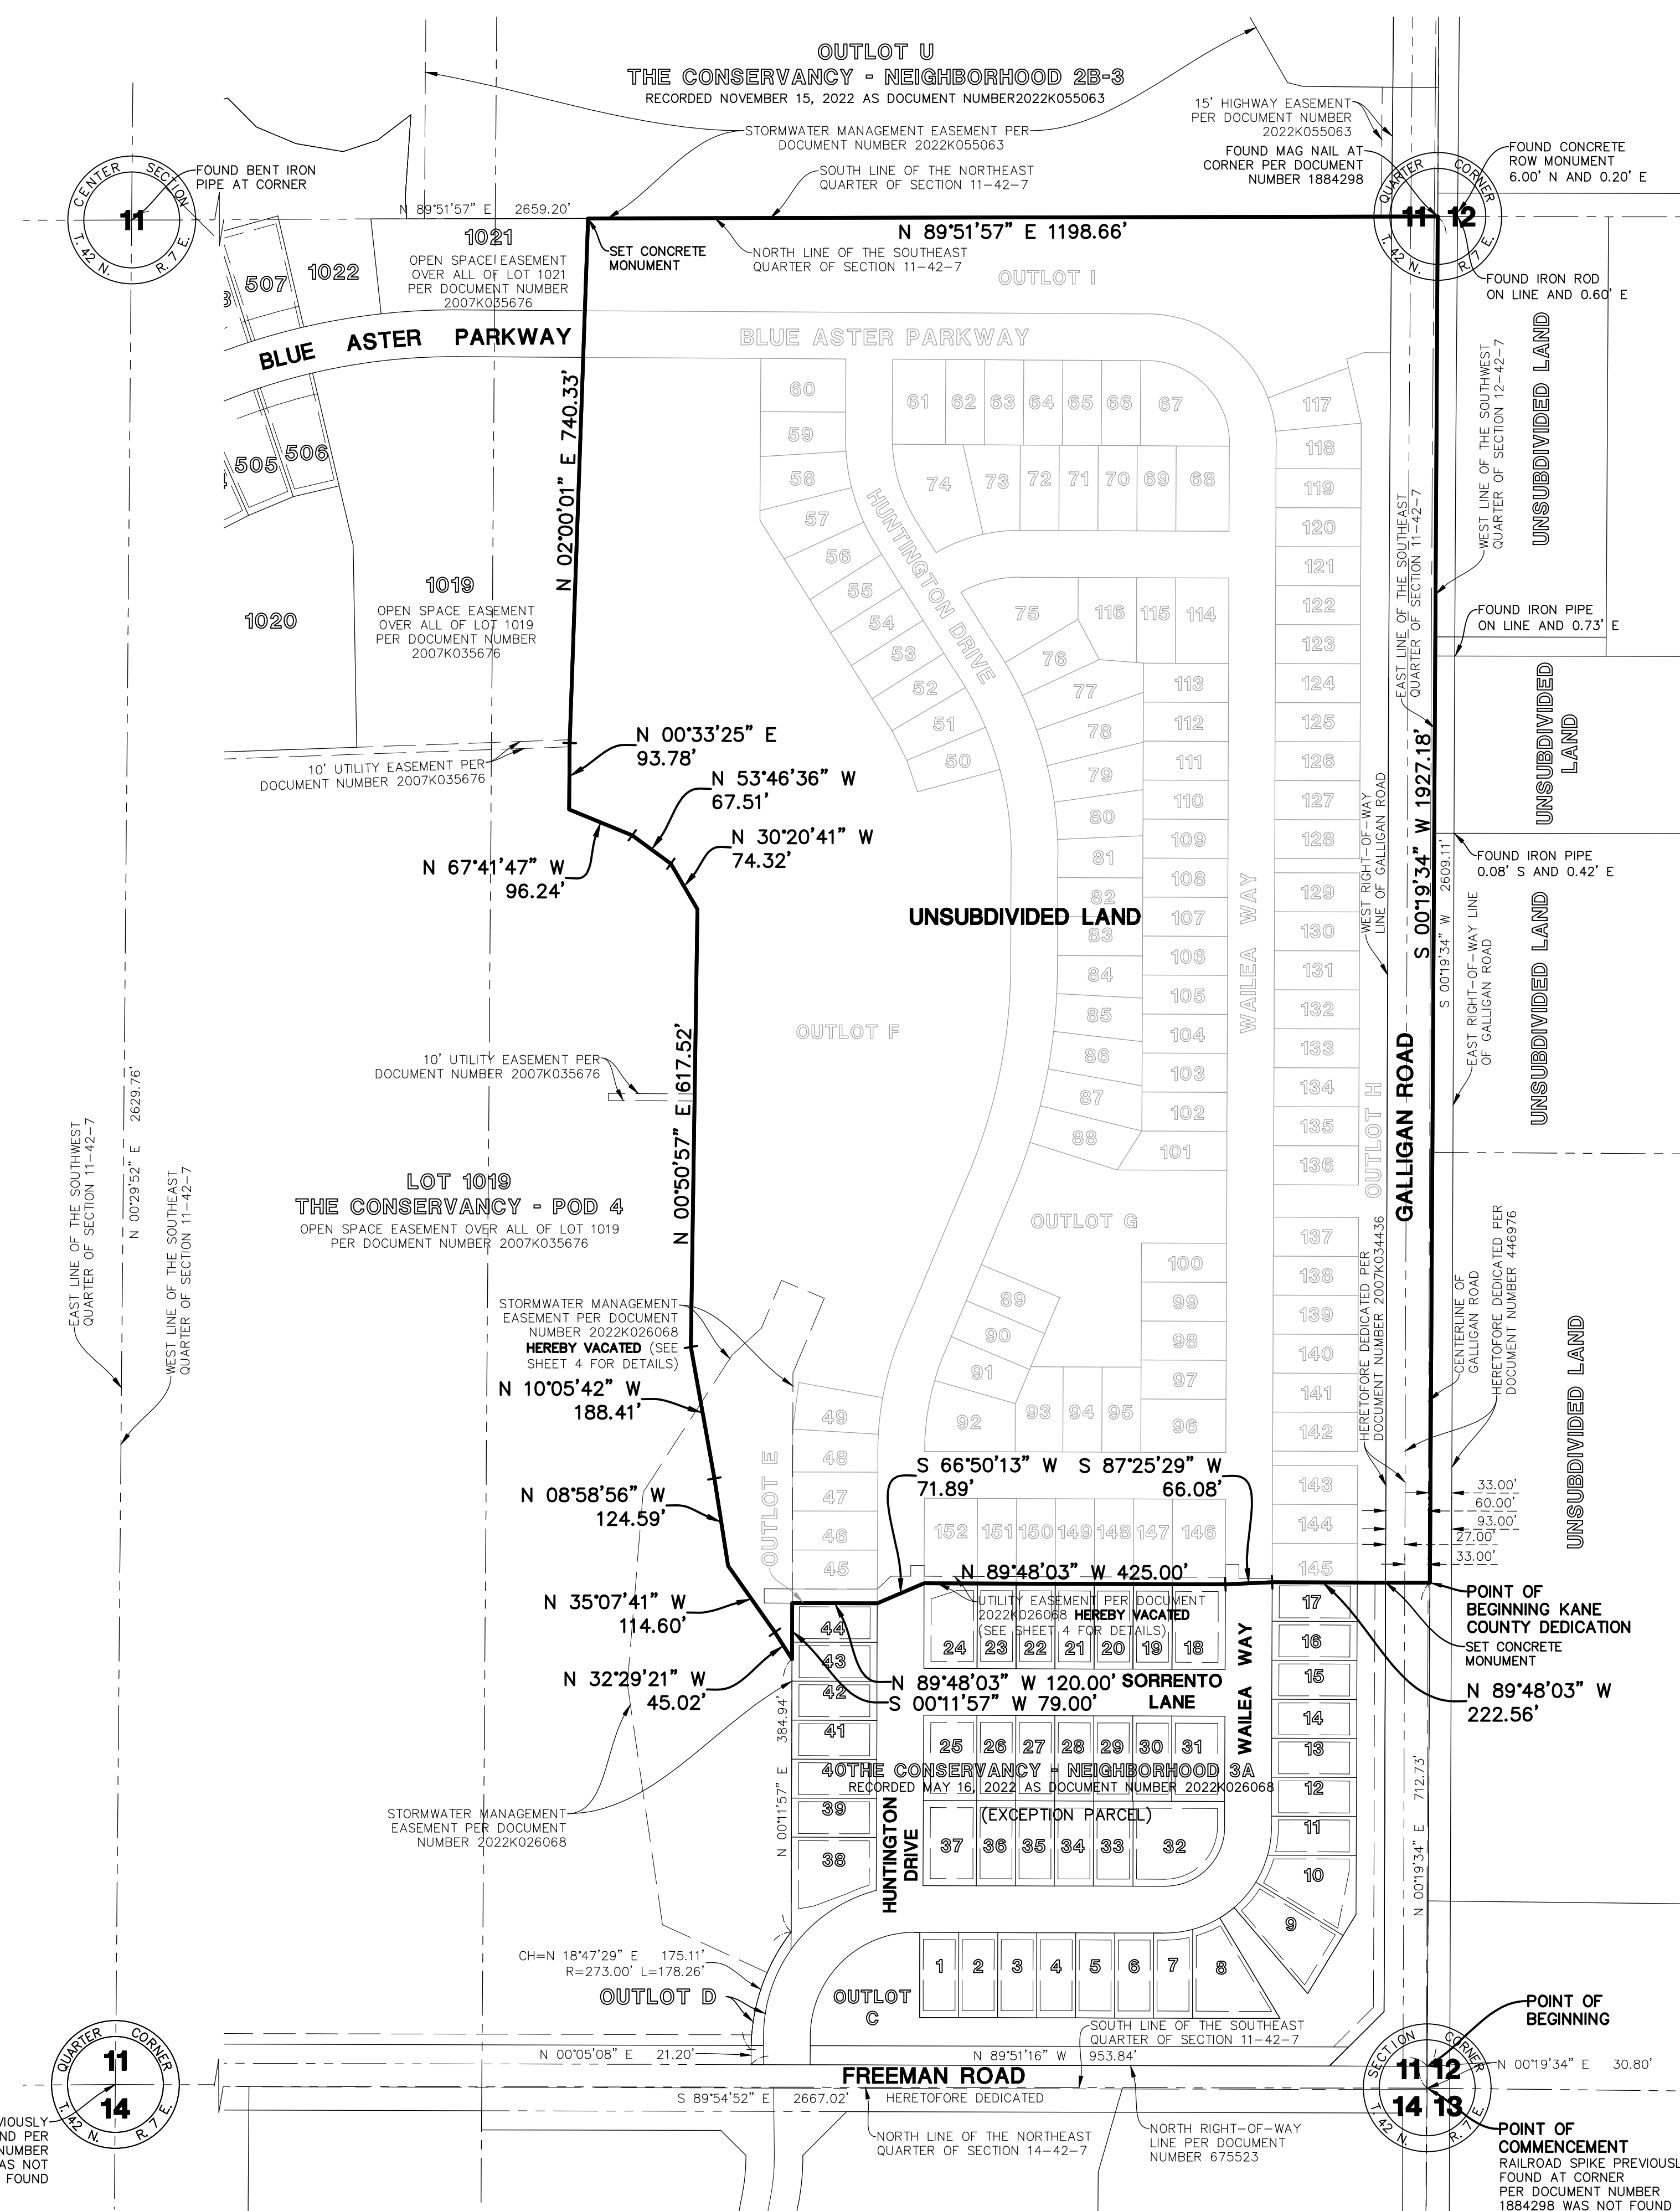 OUTLOT U
THE CONSERVANCY - NEIGHBORHOOD 2B-3
RECORDED NOVEMBER 15, 2022 AS DOCUMENT NUMBER2022K055063
STORMWATER MANAGEMENT EASEMENT PER
DOCUMENT NUMBER 2022K055063
SOUTH LINE OF THE NORTHEAST
QUARTER OF SECTION 11-42-7
15' HIGHWAY EASEMENT
PER DOCUMENT NUMBER
2022K055063
FOUND MAG NAIL AT
CORNER PER DOCUMENT
NUMBER 1884298
FOUND CONCRETE
ROW MONUMENT
6.00' N AND 0.20' E
QUARTER CORNER
11 12
T. 42 N. R. 7 E.
FOUND IRON ROD
ON LINE AND 0.60' E
CENTER SECTION
11
T. 42 N. R. 7 E.
FOUND BENT IRON
PIPE AT CORNER
N 89°51'57" E 2659.20'
N 89°51'57" E 1198.66'
SET CONCRETE
MONUMENT
NORTH LINE OF THE SOUTHEAST
QUARTER OF SECTION 11-42-7
OUTLOT I
1021
OPEN SPACE EASEMENT
OVER ALL OF LOT 1021
PER DOCUMENT NUMBER
2007K035676
1022
507
BLUE ASTER PARKWAY
BLUE ASTER PARKWAY
505
506
1020
1019
OPEN SPACE EASEMENT
OVER ALL OF LOT 1019
PER DOCUMENT NUMBER
2007K035676
N 02°00'01" E 740.33'
60
59
58
57
56
55
54
53
52
51
50
61 62 63 64 65 66 67
74 73 72 71 70 69 68
HUNTINGTON DRIVE
75 116 115 114
76
77
78
79
80
81
82
83
84
85
86
87
88
113
112
111
110
109
108
107
106
105
104
103
102
101
117
118
119
120
121
122
123
124
125
126
127
128
129
130
131
132
133
134
135
136
137
138
139
140
141
142
143
144
145
WAILEA WAY
UNSUBDIVIDED LAND
OUTLOT F
OUTLOT G
OUTLOT H
GALLIGAN ROAD
WEST RIGHT-OF-WAY
LINE OF GALLIGAN ROAD
EAST LINE OF THE SOUTHEAST
QUARTER OF SECTION 11-42-7
WEST LINE OF THE SOUTHWEST
QUARTER OF SECTION 12-42-7
S 00°19'34" W 1927.18'
S 00°19'34" W 2609.11'
UNSUBDIVIDED LAND
FOUND IRON PIPE
ON LINE AND 0.73' E
UNSUBDIVIDED
LAND
FOUND IRON PIPE
0.08' S AND 0.42' E
UNSUBDIVIDED LAND
EAST RIGHT-OF-WAY LINE
OF GALLIGAN ROAD
HERETOFORE DEDICATED PER
DOCUMENT NUMBER 2007K034436
CENTERLINE OF
GALLIGAN ROAD
HERETOFORE DEDICATED PER
DOCUMENT NUMBER 446976
UNSUBDIVIDED LAND
33.00'
60.00'
93.00'
27.00'
33.00'
N 00°33'25" E
93.78'
N 53°46'36" W
67.51'
N 30°20'41" W
74.32'
N 67°41'47" W
96.24'
10' UTILITY EASEMENT PER
DOCUMENT NUMBER 2007K035676
10' UTILITY EASEMENT PER
DOCUMENT NUMBER 2007K035676
N 00°50'57" E 617.52'
EAST LINE OF THE SOUTHWEST
QUARTER OF SECTION 11-42-7
N 00°29'52" E 2629.76'
WEST LINE OF THE SOUTHEAST
QUARTER OF SECTION 11-42-7
LOT 1019
THE CONSERVANCY - POD 4
OPEN SPACE EASEMENT OVER ALL OF LOT 1019
PER DOCUMENT NUMBER 2007K035676
STORMWATER MANAGEMENT
EASEMENT PER DOCUMENT
NUMBER 2022K026068
HEREBY VACATED (SEE
SHEET 4 FOR DETAILS)
N 10°05'42" W
188.41'
N 08°58'56" W
124.59'
N 35°07'41" W
114.60'
N 32°29'21" W
45.02'
OUTLOT E
49
48
47
46
45
89
90
91
92 93 94 95
100
99
98
97
96
S 66°50'13" W
71.89'
S 87°25'29" W
66.08'
152 151 150 149 148 147 146
N 89°48'03" W 425.00'
UTILITY EASEMENT PER DOCUMENT
2022K026068 HEREBY VACATED
(SEE SHEET 4 FOR DETAILS)
24 23 22 21 20 19 18
N 89°48'03" W 120.00'
S 00°11'57" W 79.00'
SORRENTO
LANE
WAILEA WAY
POINT OF
BEGINNING KANE
COUNTY DEDICATION
SET CONCRETE
MONUMENT
N 89°48'03" W
222.56'
44
43
42
41
40
39
38
17
16
15
14
13
12
11
10
9
25 26 27 28 29 30 31
THE CONSERVANCY - NEIGHBORHOOD 3A
RECORDED MAY 16, 2022 AS DOCUMENT NUMBER 2022K026068
(EXCEPTION PARCEL)
37 36 35 34 33 32
HUNTINGTON
DRIVE
N 00°11'57" E 384.94'
STORMWATER MANAGEMENT
EASEMENT PER DOCUMENT
NUMBER 2022K026068
N 00°19'34" E 712.73'
1 2 3 4 5 6 7 8
CH=N 18°47'29" E 175.11'
R=273.00' L=178.26'
OUTLOT D
OUTLOT
C
SOUTH LINE OF THE SOUTHEAST
QUARTER OF SECTION 11-42-7
N 00°05'08" E 21.20'
N 89°51'16" W 953.84'
FREEMAN ROAD
S 89°54'52" E 2667.02'
HERETOFORE DEDICATED
NORTH LINE OF THE NORTHEAST
QUARTER OF SECTION 14-42-7
NORTH RIGHT-OF-WAY
LINE PER DOCUMENT
NUMBER 675523
QUARTER CORNER
11
14
T. 42 N. R. 7 E.
ND PER
NUMBER
AS NOT
FOUND
SECTION CORNER
11 12
14 13
T. 42 N. R. 7 E.
POINT OF
BEGINNING
N 00°19'34" E 30.80'
POINT OF
COMMENCEMENT
RAILROAD SPIKE PREVIOUSL
FOUND AT CORNER
PER DOCUMENT NUMBER
1884298 WAS NOT FOUND